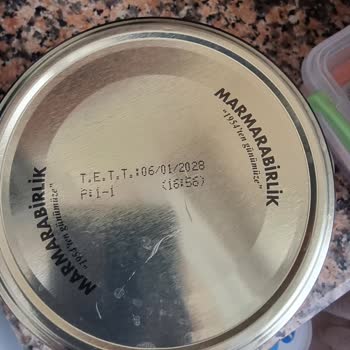 MARMARABİRLİK
"1954'ten günümüze"
T.E.T.T.:06/01/2028
P:1-1 (16:56)
MARMARABİRLİK
"1954'ten günümüze"